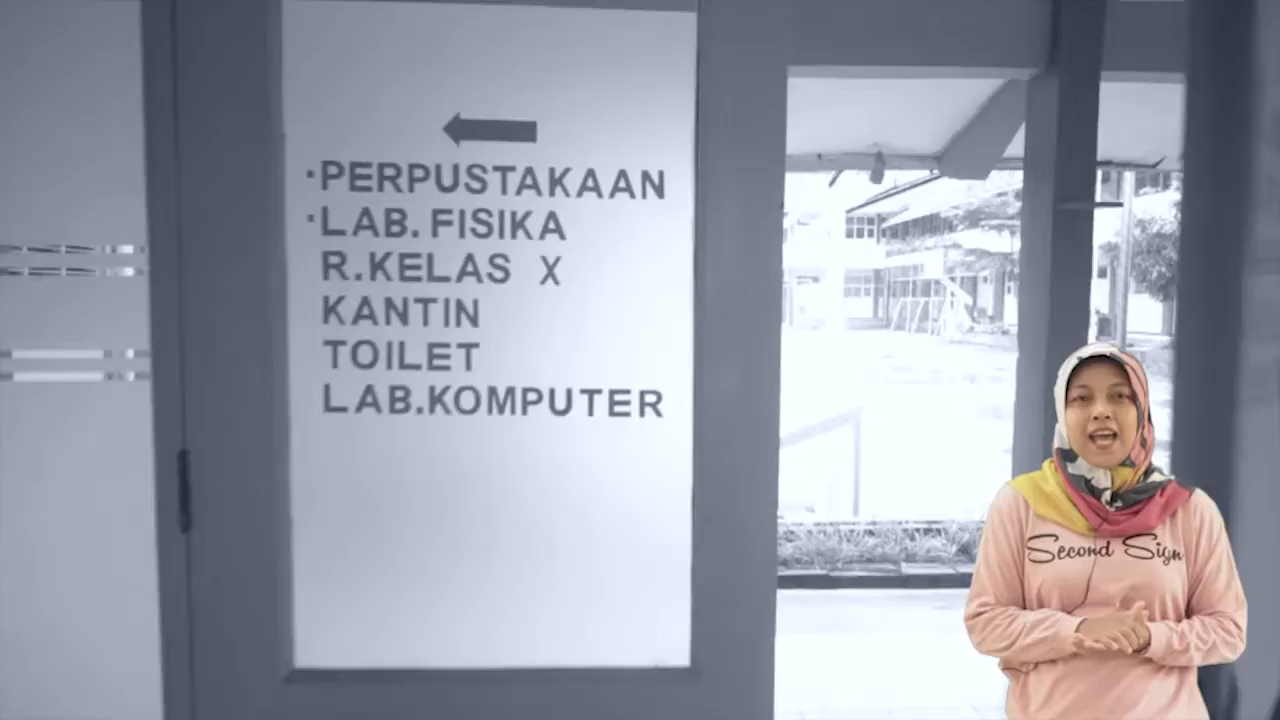 ·PERPUSTAKAAN
·LAB. FISIKA
R.KELAS X
KANTIN
TOILET
LAB.KOMPUTER
Second Sign